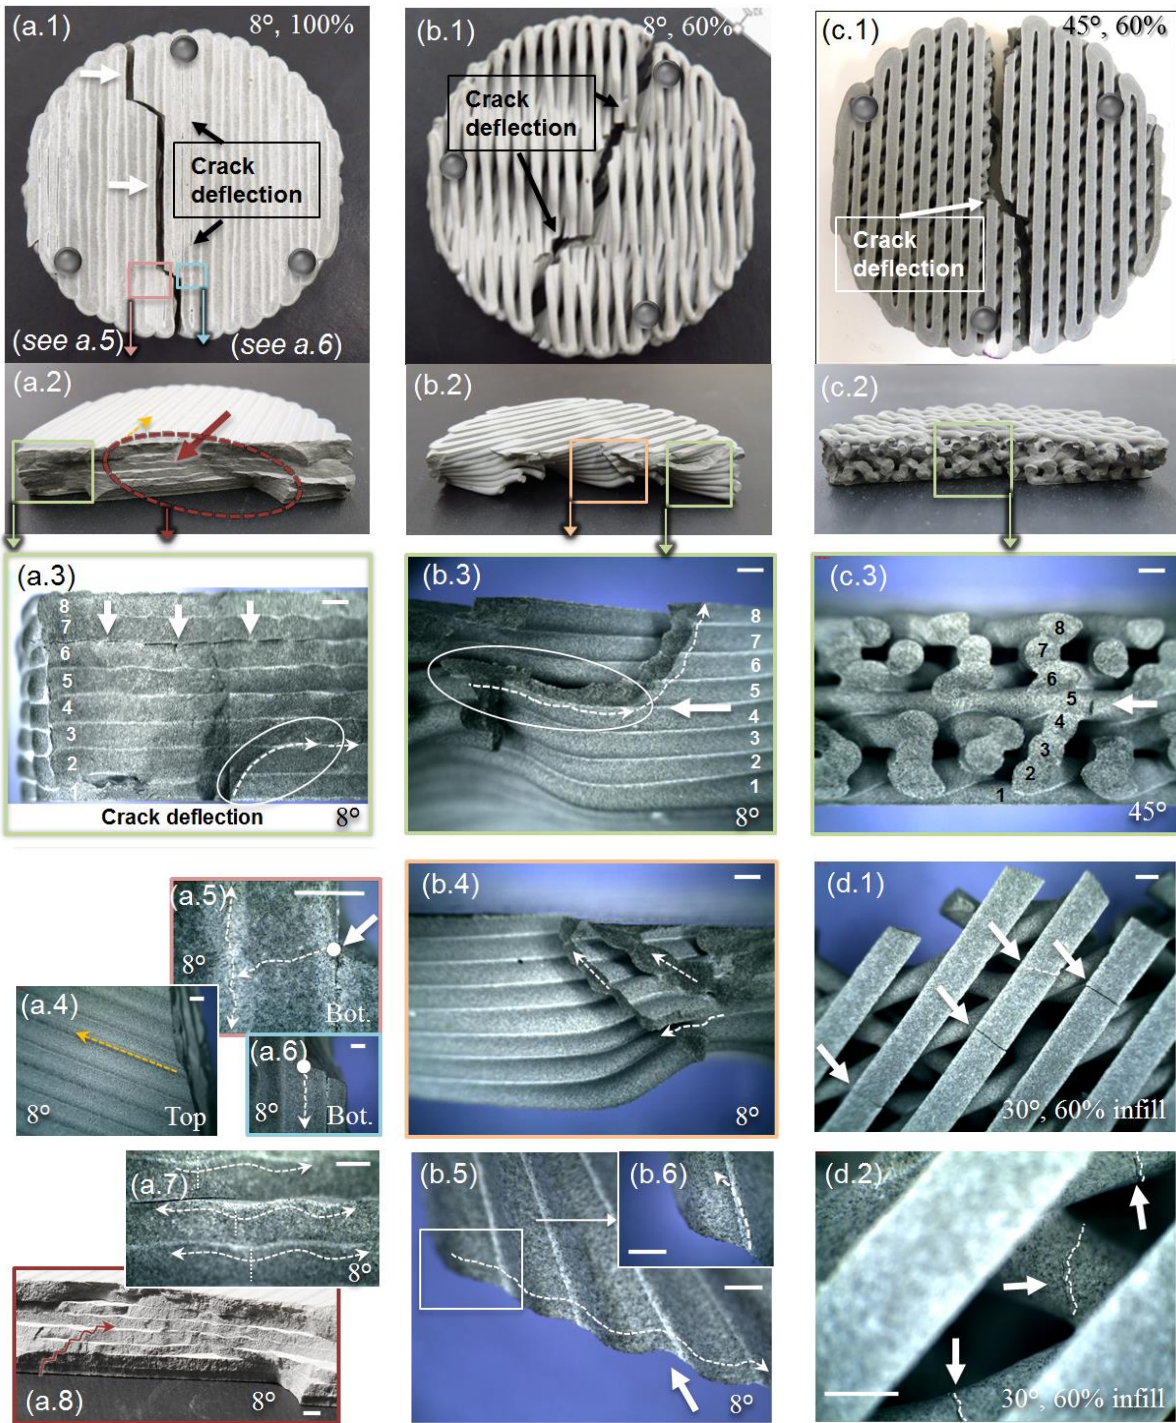 (a.1)
8°, 100%
Crack
deflection
(see a.5)
(see a.6)
(b.1)
8°, 60%
Crack
deflection
(c.1)
45°, 60%
Crack
deflection
(a.2)
(b.2)
(c.2)
(a.3)
8
7
6
5
4
3
2
1
Crack deflection
8°
(b.3)
8
7
6
5
4
3
2
1
8°
(c.3)
8
7
6
5
4
3
2
1
45°
(a.5)
8°
Bot.
(a.4)
8°
Top
(a.6)
8°
Bot.
(b.4)
8°
(d.1)
30°, 60% infill
(a.7)
8°
(a.8)
8°
(b.5)
(b.6)
8°
(d.2)
30°, 60% infill